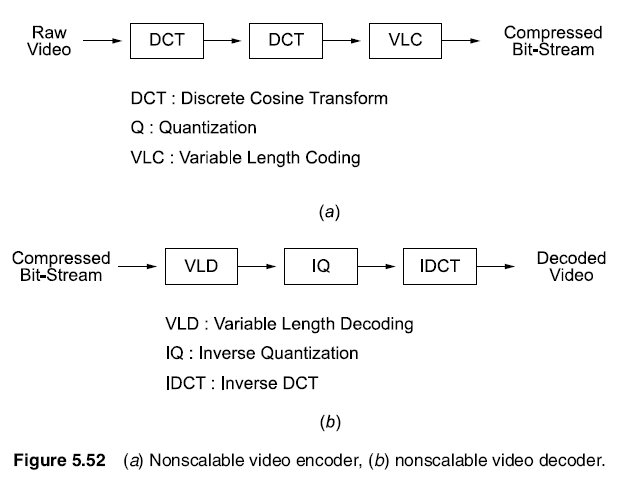 Raw
Video
DCT
DCT
VLC
Compressed
Bit-Stream
DCT : Discrete Cosine Transform
Q : Quantization
VLC : Variable Length Coding
(a)
Compressed
Bit-Stream
VLD
IQ
IDCT
Decoded
Video
VLD : Variable Length Decoding
IQ : Inverse Quantization
IDCT : Inverse DCT
(b)
Figure 5.52 (a) Nonscalable video encoder, (b) nonscalable video decoder.